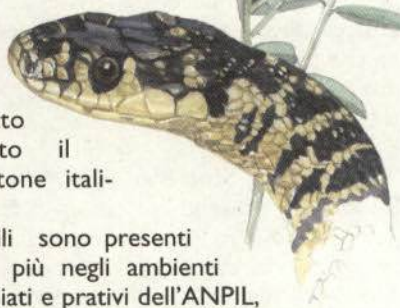 to
to il
tone itali-
li sono presenti
più negli ambienti
iati e prativi dell'ANPIL,